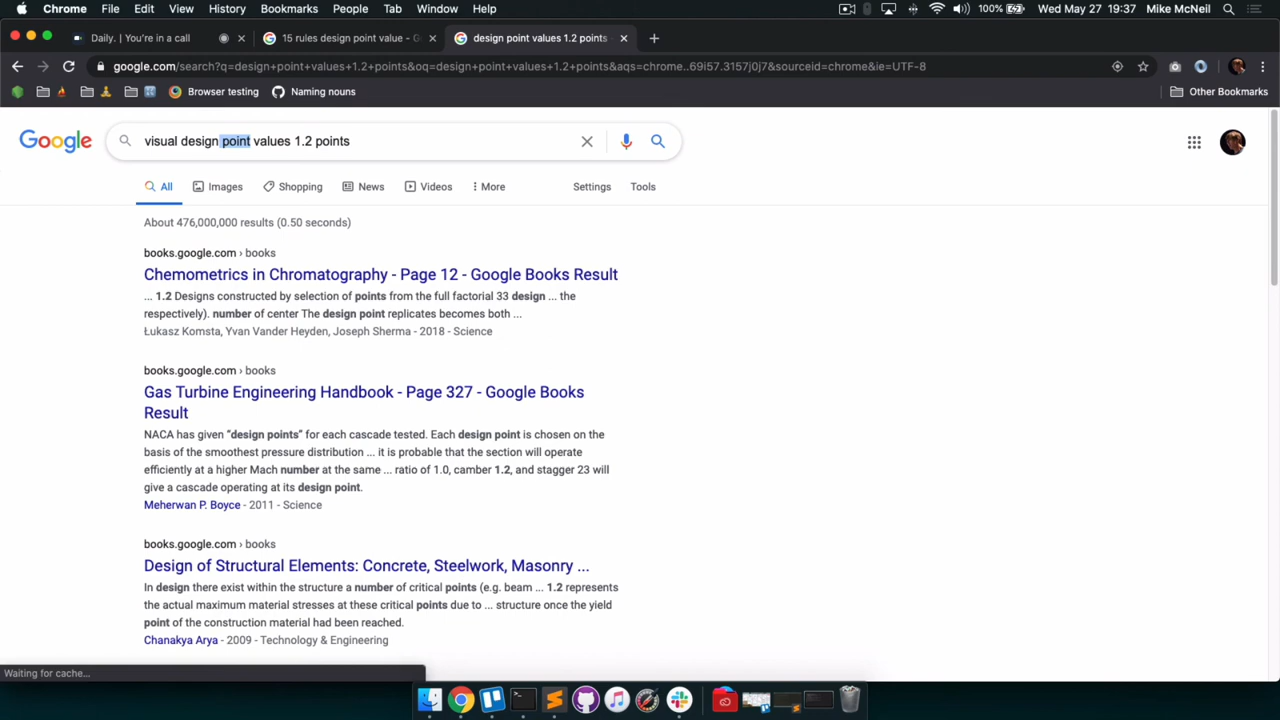 Chrome File Edit View History Bookmarks People Tab Window Help 100% Wed May 27 19:37 Mike McNeil
Daily. | You're in a call
15 rules design point value - G
design point values 1.2 points
google.com/search?q=design+point+values+1.2+points&oq=design+point+values+1.2+points&aqs=chrome..69i57.3157j0j7&sourceid=chrome&ie=UTF-8
Browser testing Naming nouns Other Bookmarks
Google visual design point values 1.2 points
All Images Shopping News Videos More Settings Tools
About 476,000,000 results (0.50 seconds)
books.google.com › books
Chemometrics in Chromatography - Page 12 - Google Books Result
... 1.2 Designs constructed by selection of points from the full factorial 33 design ... the
respectively). number of center The design point replicates becomes both ...
Łukasz Komsta, Yvan Vander Heyden, Joseph Sherma - 2018 - Science
books.google.com › books
Gas Turbine Engineering Handbook - Page 327 - Google Books
Result
NACA has given “design points” for each cascade tested. Each design point is chosen on the
basis of the smoothest pressure distribution ... it is probable that the section will operate
efficiently at a higher Mach number at the same ... ratio of 1.0, camber 1.2, and stagger 23 will
give a cascade operating at its design point.
Meherwan P. Boyce - 2011 - Science
books.google.com › books
Design of Structural Elements: Concrete, Steelwork, Masonry ...
In design there exist within the structure a number of critical points (e.g. beam ... 1.2 represents
the actual maximum material stresses at these critical points due to ... structure once the yield
point of the construction material had been reached.
Chanakya Arya - 2009 - Technology & Engineering
Waiting for cache...